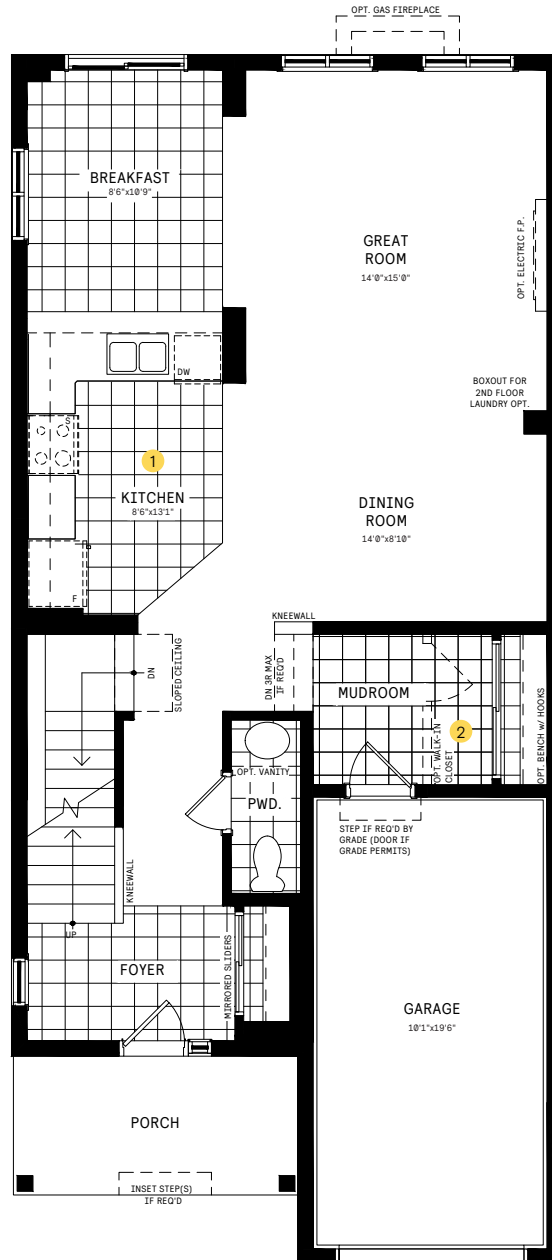 OPT. GAS FIREPLACE
BREAKFAST
8'6"x10'9"
GREAT
ROOM
14'0"x15'0"
OPT. ELECTRIC F.P.
DW
BOXOUT FOR
2ND FLOOR
LAUNDRY OPT.
S
1
KITCHEN
8'6"x13'1"
DINING
ROOM
14'0"x8'10"
F
KNEEWALL
DN
SLOPED CEILING
DN 3R MAX
IF REQ'D
MUDROOM
2
OPT. WALK-IN
CLOSET
OPT. BENCH w/ HOOKS
OPT. VANITY
PWD.
STEP IF REQ'D BY
GRADE (DOOR IF
GRADE PERMITS)
KNEEWALL
UP
FOYER
MIRRORED SLIDERS
GARAGE
10'1"x19'6"
PORCH
INSET STEP(S)
IF REQ'D